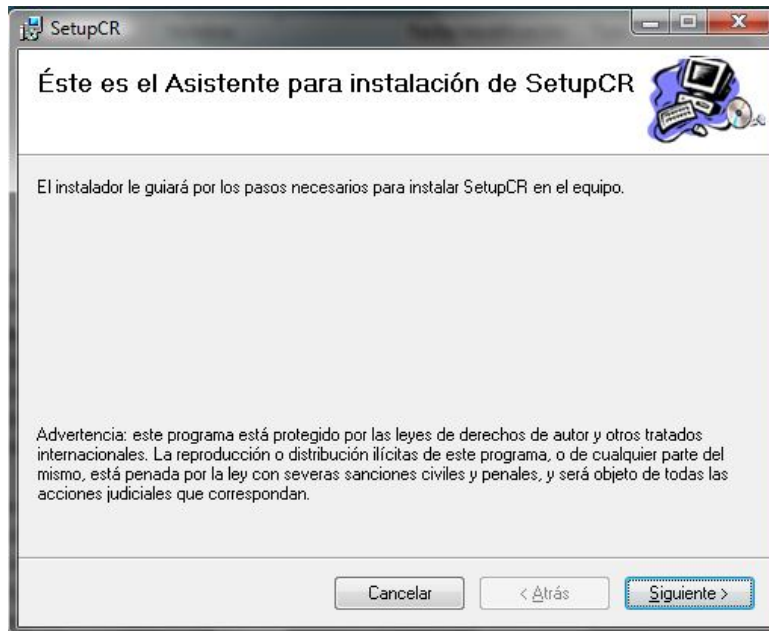 SetupCR
Éste es el Asistente para instalación de SetupCR
El instalador le guiará por los pasos necesarios para instalar SetupCR en el equipo.
Advertencia: este programa está protegido por las leyes de derechos de autor y otros tratados
internacionales. La reproducción o distribución ilícitas de este programa, o de cualquier parte del
mismo, está penada por la ley con severas sanciones civiles y penales, y será objeto de todas las
acciones judiciales que correspondan.
Cancelar
< Atrás
Siguiente >